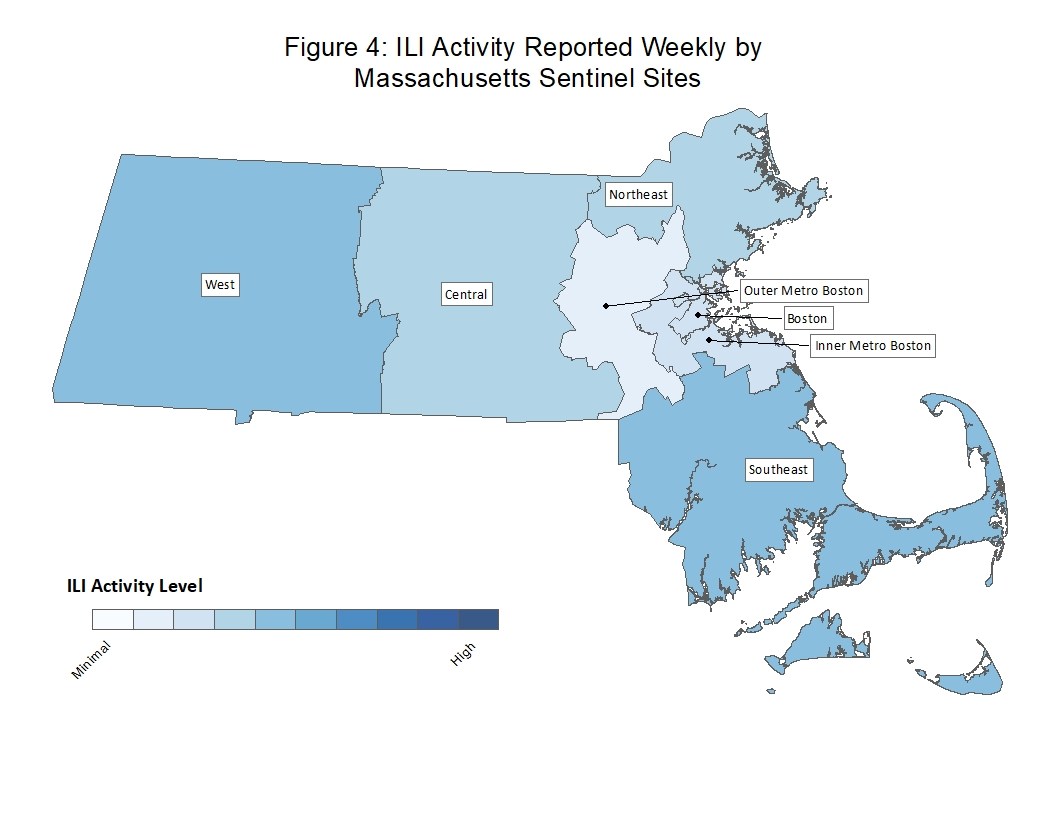 Figure 4: ILI Activity Reported Weekly by
Massachusetts Sentinel Sites
Northeast
West
Central
Outer Metro Boston
Boston
Inner Metro Boston
Southeast
ILI Activity Level
Minimal
High